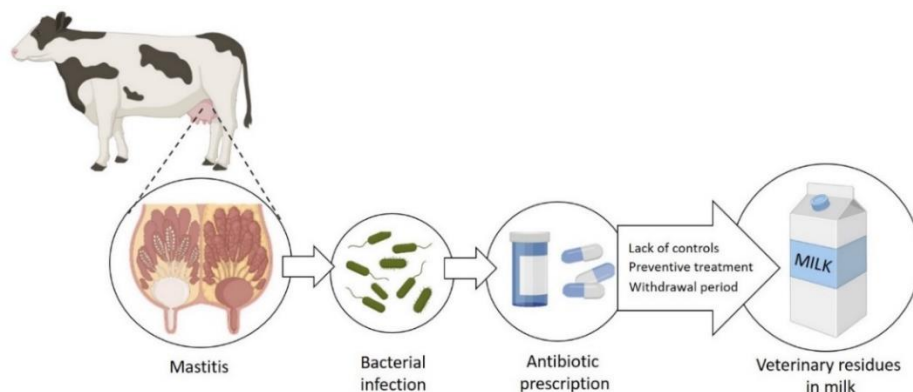 Lack of controls
Preventive treatment
Withdrawal period
MILK
Mastitis
Bacterial
infection
Antibiotic
prescription
Veterinary residues
in milk